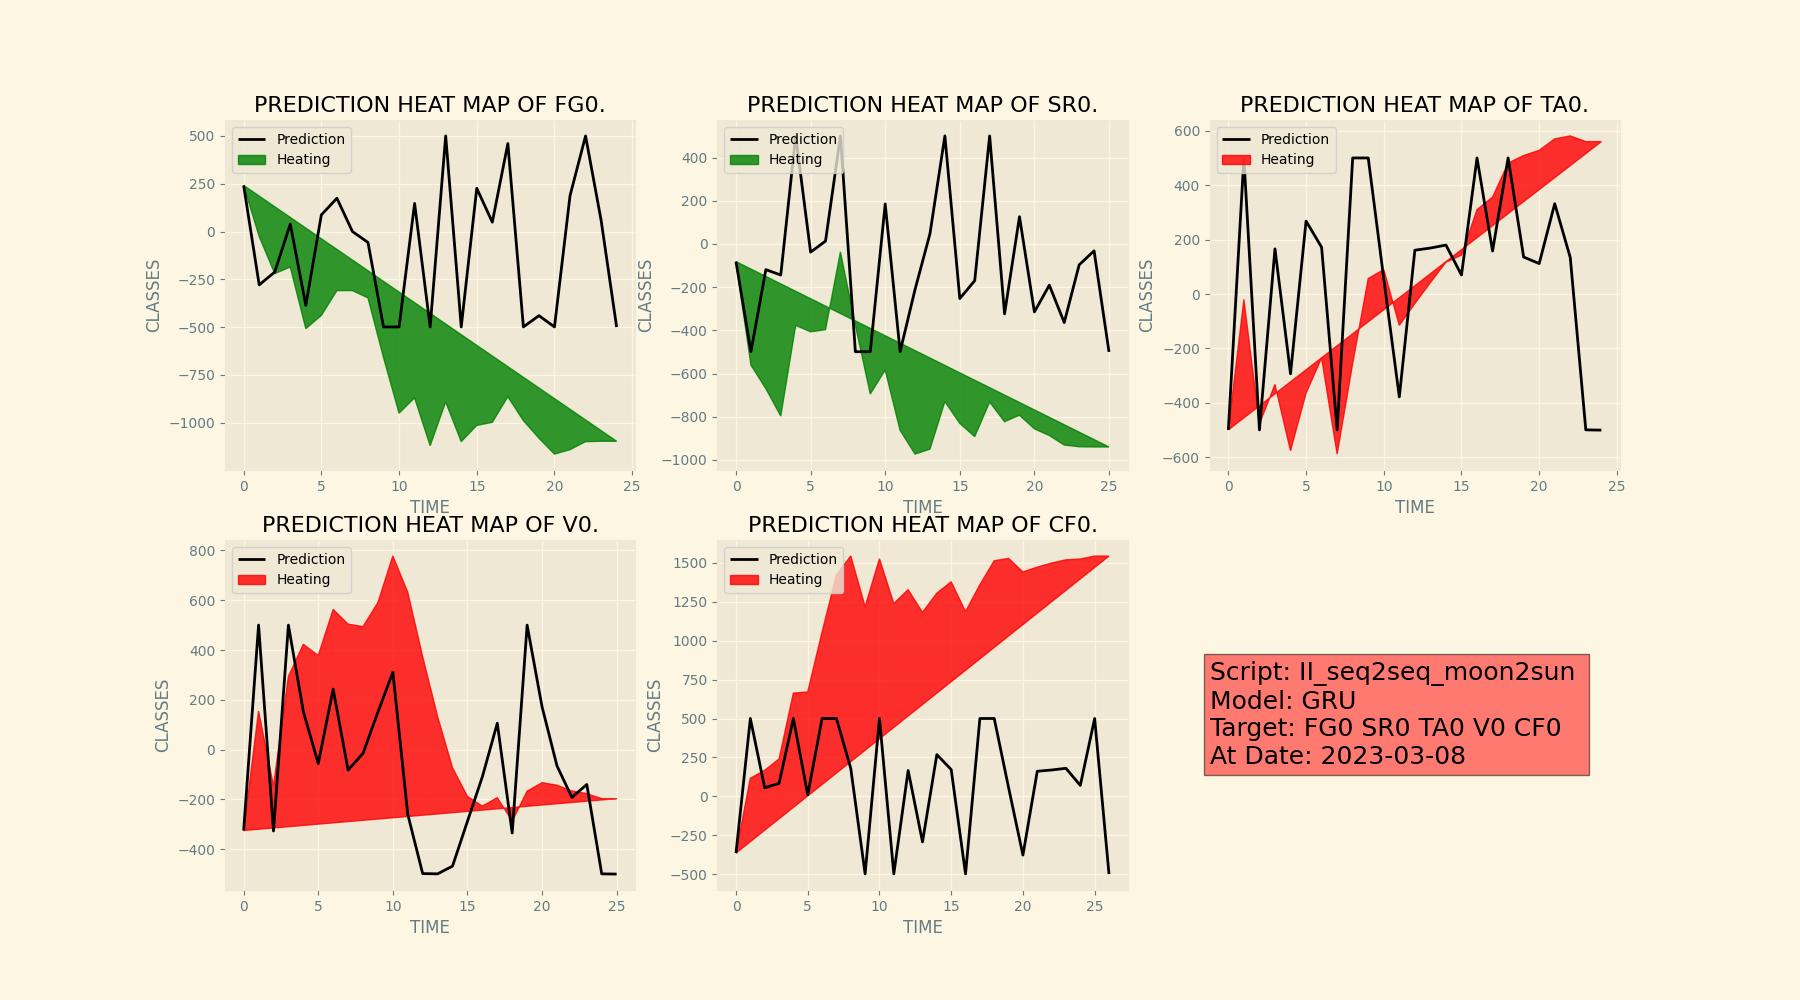 PREDICTION HEAT MAP OF FG0.
Prediction
Heating
500
250
0
−250
−500
−750
−1000
CLASSES
0 5 10 15 20 25
TIME
PREDICTION HEAT MAP OF SR0.
Prediction
Heating
400
200
0
−200
−400
−600
−800
−1000
CLASSES
0 5 10 15 20 25
TIME
PREDICTION HEAT MAP OF TA0.
Prediction
Heating
600
400
200
0
−200
−400
−600
CLASSES
0 5 10 15 20 25
TIME
PREDICTION HEAT MAP OF V0.
Prediction
Heating
800
600
400
200
0
−200
−400
CLASSES
0 5 10 15 20 25
TIME
PREDICTION HEAT MAP OF CF0.
Prediction
Heating
1500
1250
1000
750
500
250
0
−250
−500
CLASSES
0 5 10 15 20 25
TIME
Script: II_seq2seq_moon2sun
Model: GRU
Target: FG0 SR0 TA0 V0 CF0
At Date: 2023-03-08